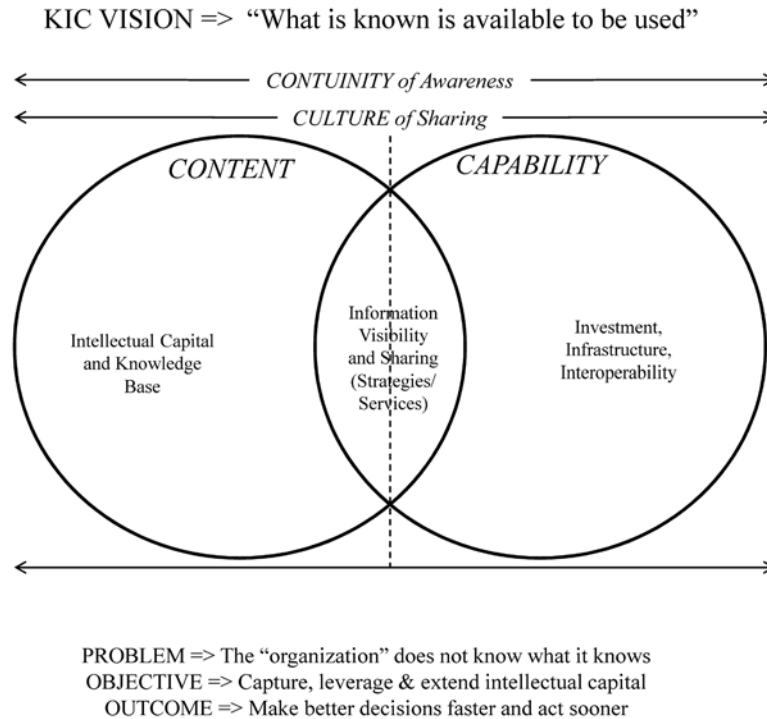 KIC VISION => “What is known is available to be used”
CONTUINITY of Awareness
CULTURE of Sharing
CONTENT
CAPABILITY
Intellectual Capital
and Knowledge
Base
Information
Visibility
and Sharing
(Strategies/
Services)
Investment,
Infrastructure,
Interoperability
PROBLEM => The “organization” does not know what it knows
OBJECTIVE => Capture, leverage & extend intellectual capital
OUTCOME => Make better decisions faster and act sooner